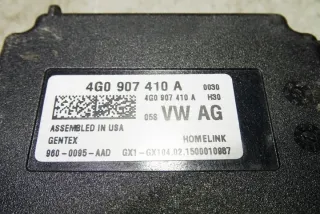 4G0 907 410 A 0030
4G0 907 410 A H30
058 VW AG
ASSEMBLED IN USA
GENTEX HOMELINK
960-0095-AAD GX1-GX104.02.1500010987